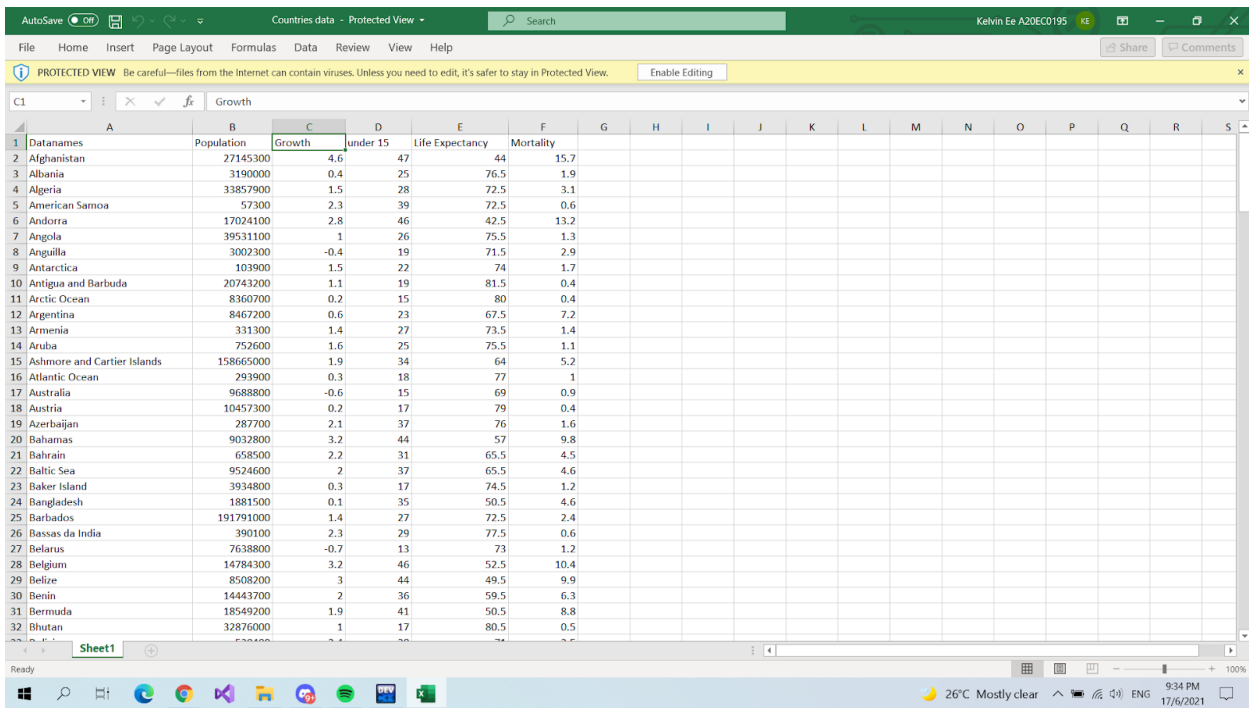 AutoSave Off Countries data - Protected View Search Kelvin Ee A20EC0195 KE
File Home Insert Page Layout Formulas Data Review View Help Share Comments
PROTECTED VIEW Be careful—files from the Internet can contain viruses. Unless you need to edit, it's safer to stay in Protected View. Enable Editing
C1 fx Growth
A B C D E F G H I J K L M N O P Q R S
1 Datanames Population Growth under 15 Life Expectancy Mortality
2 Afghanistan 27145300 4.6 47 44 15.7
3 Albania 3190000 0.4 25 76.5 1.9
4 Algeria 33857900 1.5 28 72.5 3.1
5 American Samoa 57300 2.3 39 72.5 0.6
6 Andorra 17024100 2.8 46 42.5 13.2
7 Angola 39531100 1 26 75.5 1.3
8 Anguilla 3002300 -0.4 19 71.5 2.9
9 Antarctica 103900 1.5 22 74 1.7
10 Antigua and Barbuda 20743200 1.1 19 81.5 0.4
11 Arctic Ocean 8360700 0.2 15 80 0.4
12 Argentina 8467200 0.6 23 67.5 7.2
13 Armenia 331300 1.4 27 73.5 1.4
14 Aruba 752600 1.6 25 75.5 1.1
15 Ashmore and Cartier Islands 158665000 1.9 34 64 5.2
16 Atlantic Ocean 293900 0.3 18 77 1
17 Australia 9688800 -0.6 15 69 0.9
18 Austria 10457300 0.2 17 79 0.4
19 Azerbaijan 287700 2.1 37 76 1.6
20 Bahamas 9032800 3.2 44 57 9.8
21 Bahrain 658500 2.2 31 65.5 4.5
22 Baltic Sea 9524600 2 37 65.5 4.6
23 Baker Island 3934800 0.3 17 74.5 1.2
24 Bangladesh 1881500 0.1 35 50.5 4.6
25 Barbados 191791000 1.4 27 72.5 2.4
26 Bassas da India 390100 2.3 29 77.5 0.6
27 Belarus 7638800 -0.7 13 73 1.2
28 Belgium 14784300 3.2 46 52.5 10.4
29 Belize 8508200 3 44 49.5 9.9
30 Benin 14443700 2 36 59.5 6.3
31 Bermuda 18549200 1.9 41 50.5 8.8
32 Bhutan 32876000 1 17 80.5 0.5
Sheet1
Ready 100%
DEV 26°C Mostly clear ENG 9:34 PM
17/6/2021